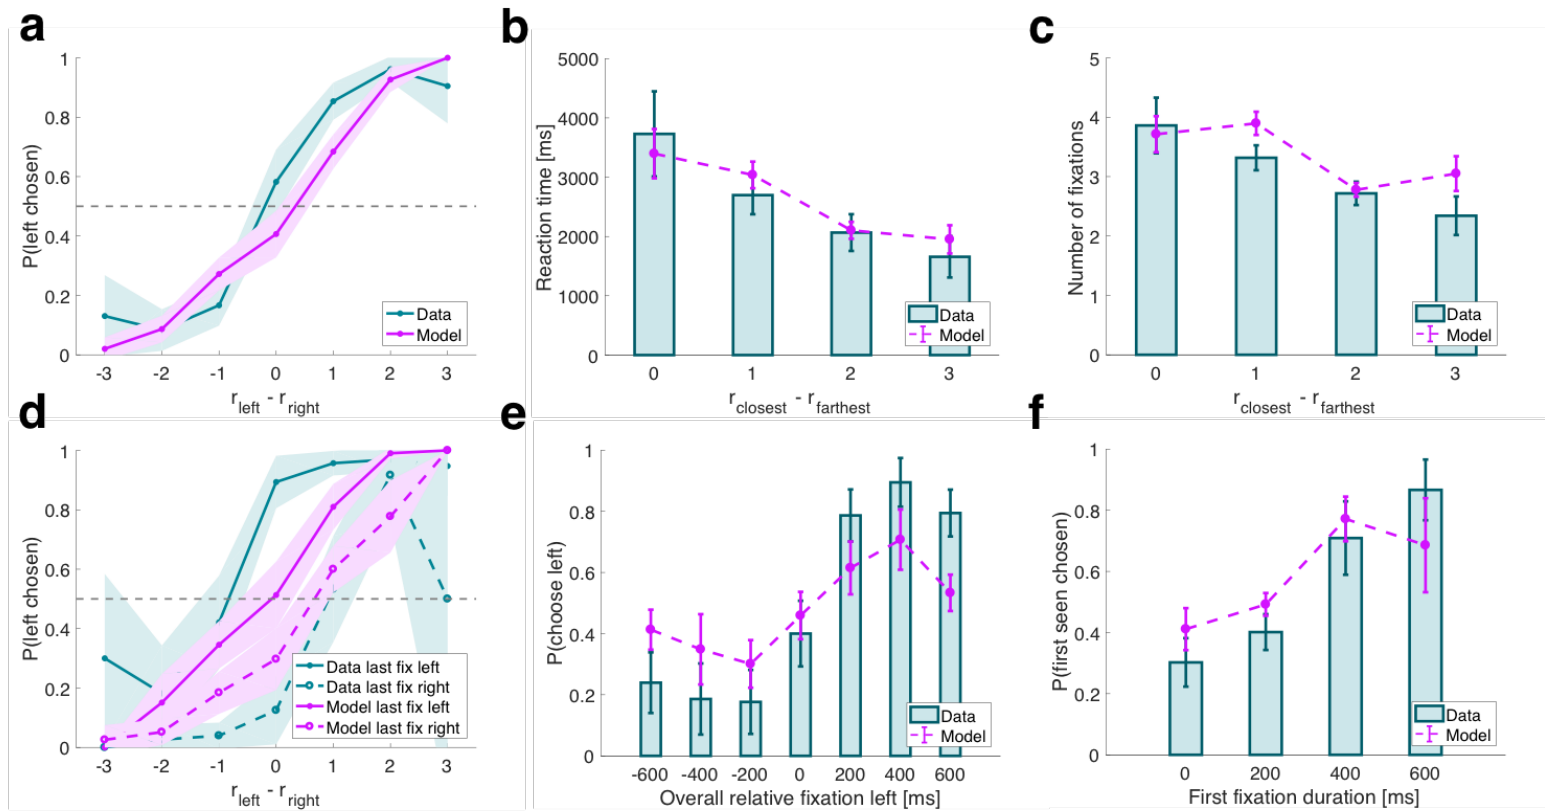 a
P(left chosen)
1
0.8
0.6
0.4
0.2
0
-3 -2 -1 0 1 2 3
r_left - r_right
Data
Model
b
Reaction time [ms]
5000
4000
3000
2000
1000
0
0 1 2 3
r_closest - r_farthest
Data
Model
c
Number of fixations
5
4
3
2
1
0
0 1 2 3
r_closest - r_farthest
Data
Model
d
P(left chosen)
1
0.8
0.6
0.4
0.2
0
-3 -2 -1 0 1 2 3
r_left - r_right
Data last fix left
Data last fix right
Model last fix left
Model last fix right
e
P(choose left)
1
0.8
0.6
0.4
0.2
0
-600 -400 -200 0 200 400 600
Overall relative fixation left [ms]
Data
Model
f
P(first seen chosen)
1
0.8
0.6
0.4
0.2
0
0 200 400 600
First fixation duration [ms]
Data
Model